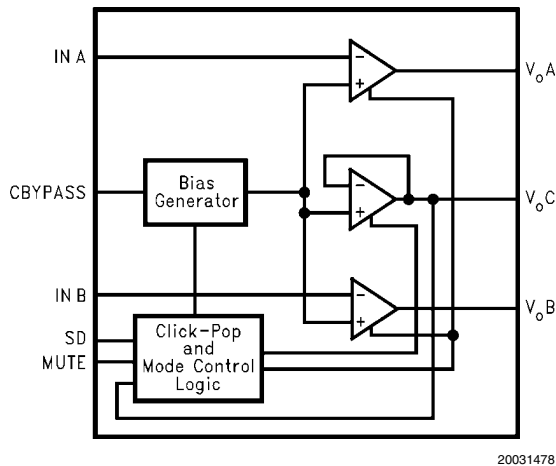 IN A
−
+
VoA
CBYPASS
Bias
Generator
−
+
VoC
IN B
−
+
VoB
SD
MUTE
Click-Pop
and
Mode Control
Logic
20031478